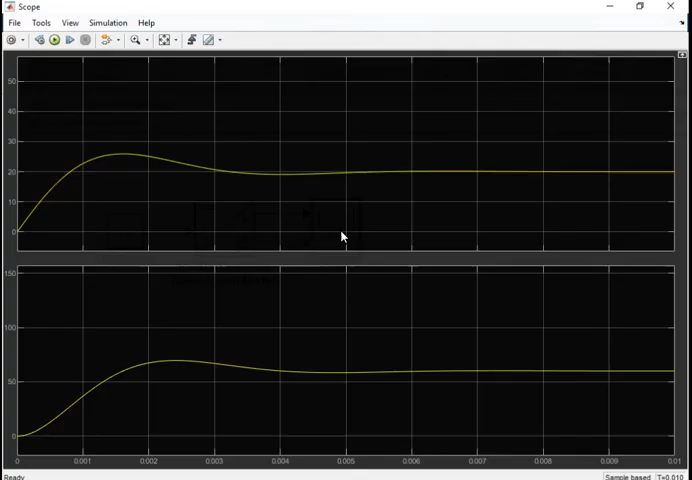 Scope
File Tools View Simulation Help
50
40
30
20
10
0
150
100
50
0
0 0.001 0.002 0.003 0.004 0.005 0.006 0.007 0.008 0.009 0.01
Ready Sample based T=0.010